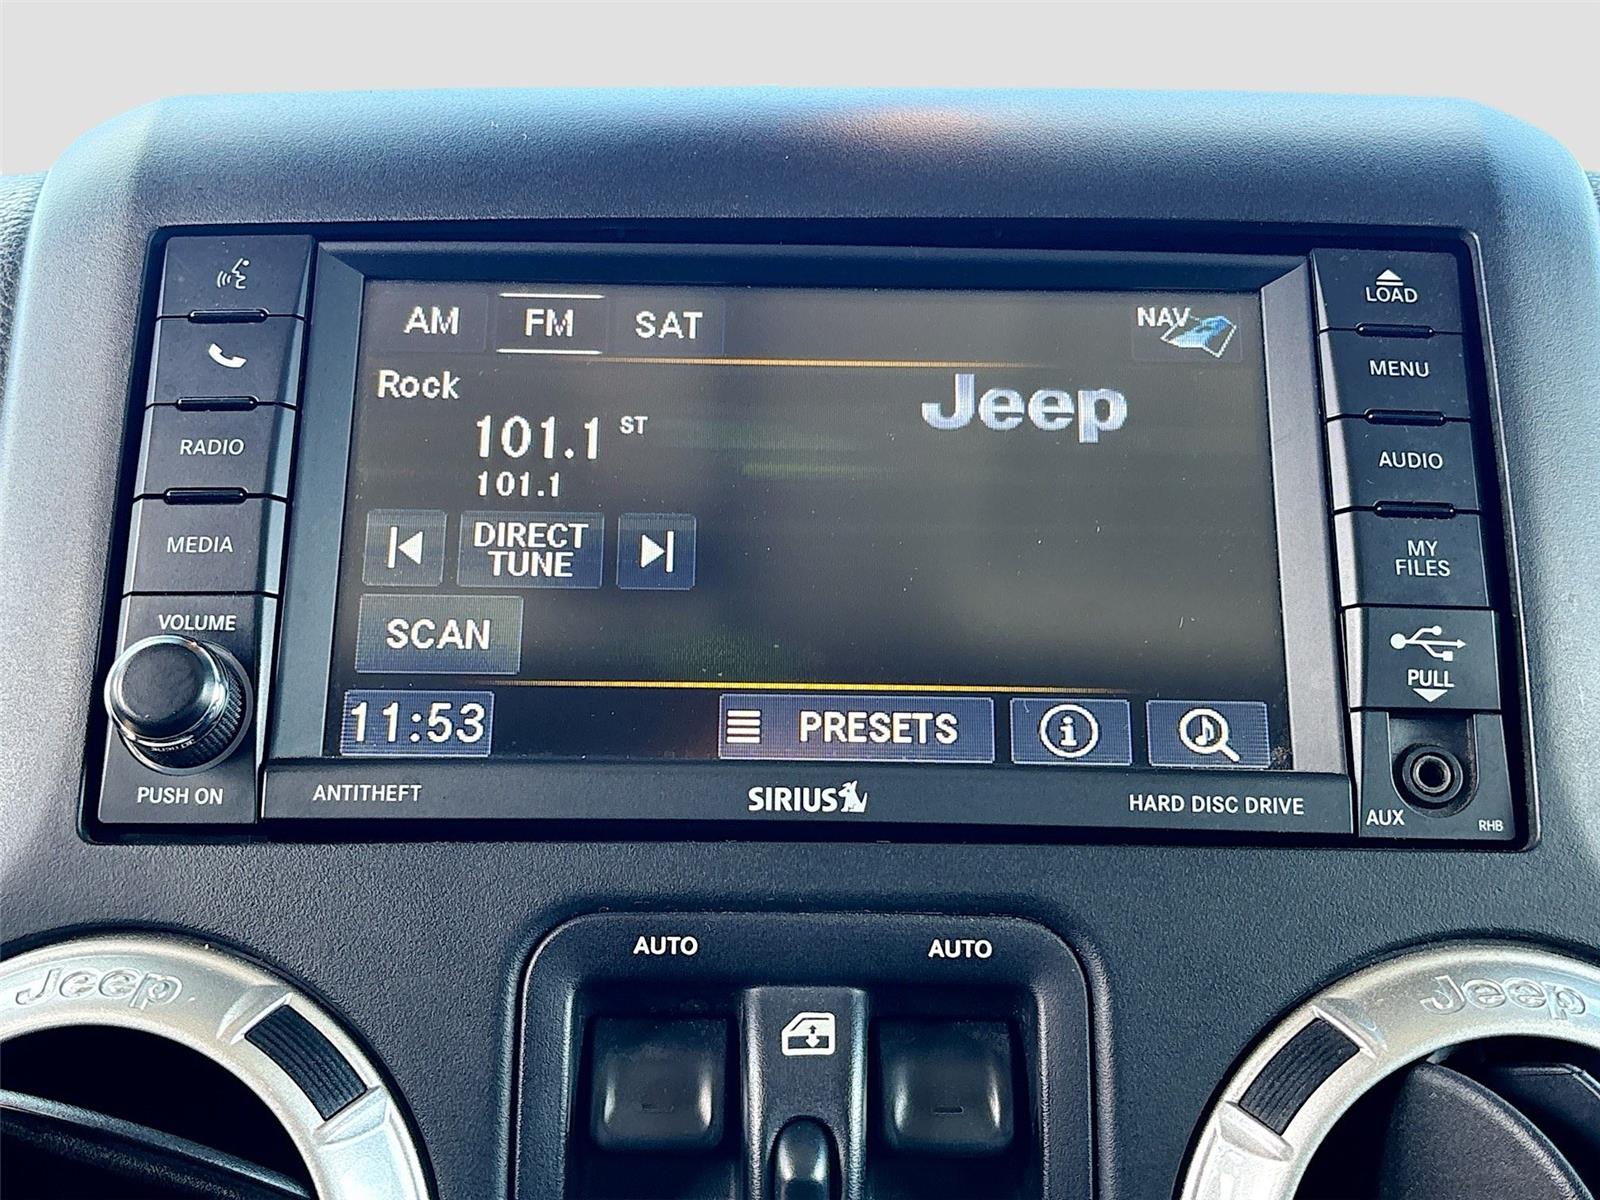 AM FM SAT NAV
LOAD
MENU
Rock
Jeep
101.1 ST
101.1
RADIO
AUDIO
DIRECT
TUNE
MEDIA
MY
FILES
SCAN
VOLUME
PULL
11:53 PRESETS
PUSH ON
ANTITHEFT
SIRIUS
HARD DISC DRIVE
AUX
RHB
AUTO AUTO
Jeep
Jeep